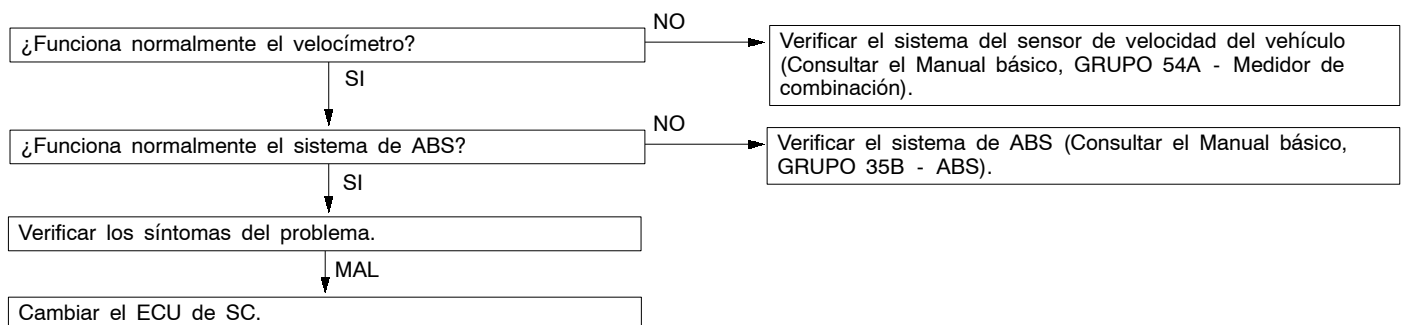 ¿Funciona normalmente el velocímetro?
NO
Verificar el sistema del sensor de velocidad del vehículo
(Consultar el Manual básico, GRUPO 54A - Medidor de
combinación).
SI
¿Funciona normalmente el sistema de ABS?
NO
Verificar el sistema de ABS (Consultar el Manual básico,
GRUPO 35B - ABS).
SI
Verificar los síntomas del problema.
MAL
Cambiar el ECU de SC.